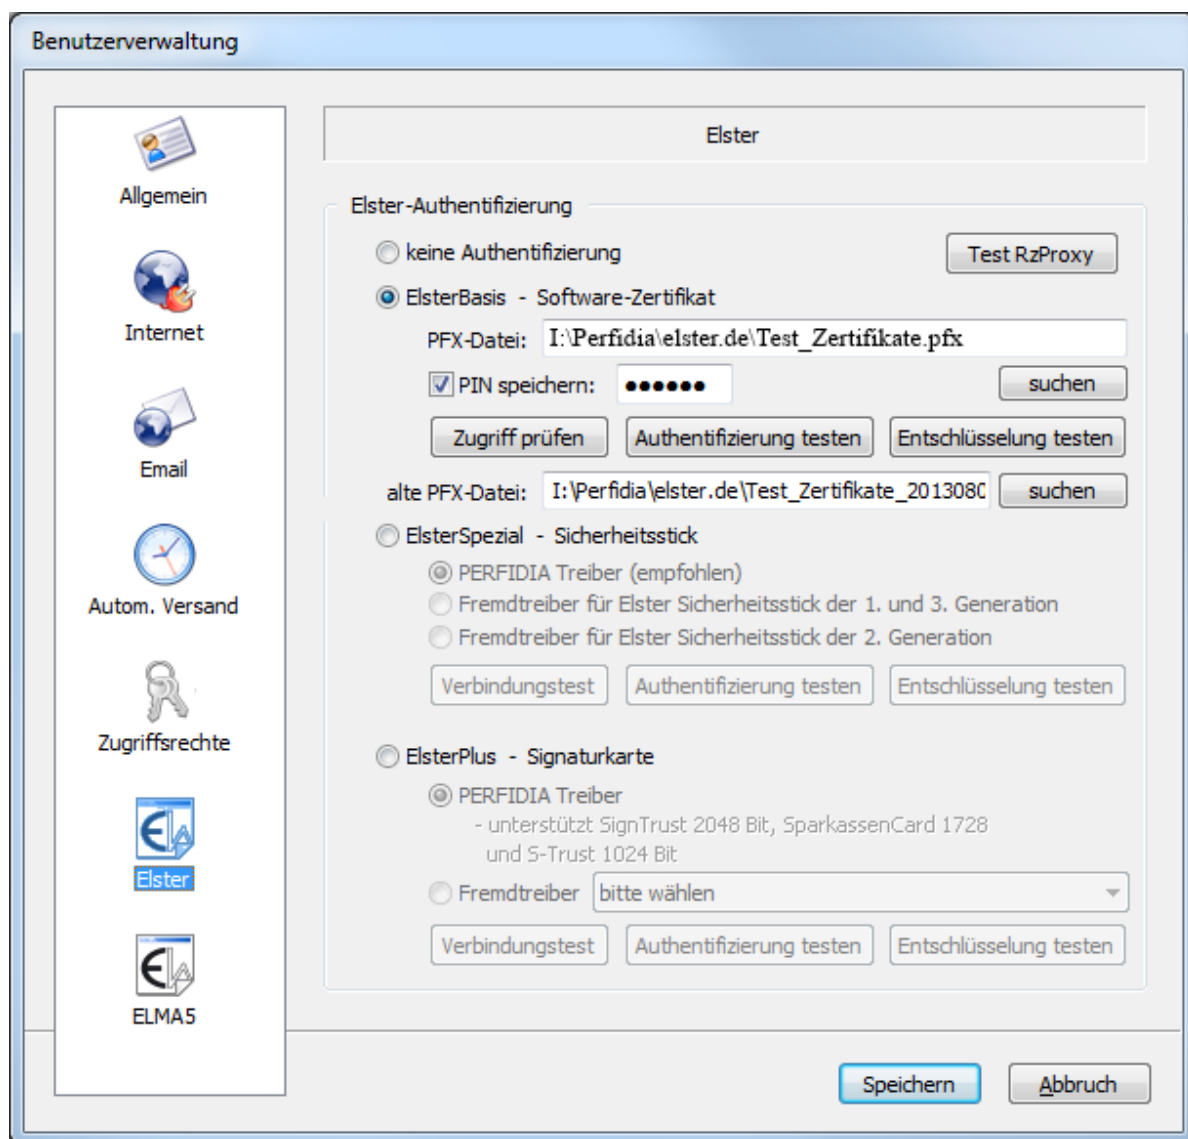 Benutzerverwaltung
Allgemein
Internet
Email
Autom. Versand
Zugriffsrechte
Elster
ELMA5
Elster
Elster-Authentifizierung
keine Authentifizierung
Test RzProxy
ElsterBasis - Software-Zertifikat
PFX-Datei: I:\Perfidia\elster.de\Test_Zertifikate.pfx
PIN speichern: ●●●●●● suchen
Zugriff prüfen Authentifizierung testen Entschlüsselung testen
alte PFX-Datei: I:\Perfidia\elster.de\Test_Zertifikate_2013080 suchen
ElsterSpezial - Sicherheitsstick
PERFIDIA Treiber (empfohlen)
Fremdtreiber für Elster Sicherheitsstick der 1. und 3. Generation
Fremdtreiber für Elster Sicherheitsstick der 2. Generation
Verbindungstest Authentifizierung testen Entschlüsselung testen
ElsterPlus - Signaturkarte
PERFIDIA Treiber
- unterstützt SignTrust 2048 Bit, SparkassenCard 1728
und S-Trust 1024 Bit
Fremdtreiber bitte wählen
Verbindungstest Authentifizierung testen Entschlüsselung testen
Speichern Abbruch